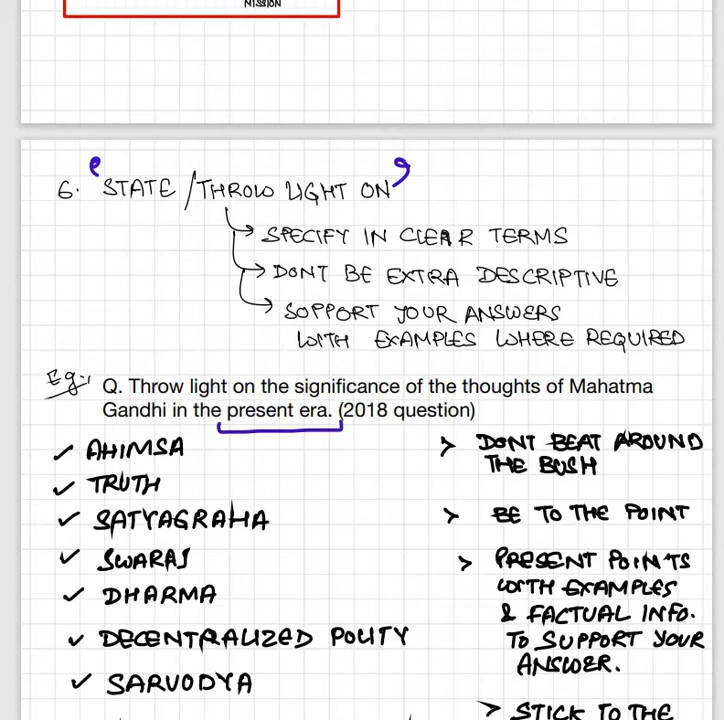 MISSION
6. "STATE / THROW LIGHT ON"
SPECIFY IN CLEAR TERMS
DONT BE EXTRA DESCRIPTIVE
SUPPORT YOUR ANSWERS
WITH EXAMPLES WHERE REQUIRED
Eg:-
Q. Throw light on the significance of the thoughts of Mahatma
Gandhi in the present era. (2018 question)
✓ AHIMSA
✓ TRUTH
✓ SATYAGRAHA
✓ SWARAJ
✓ DHARMA
✓ DECENTRALIZED POLITY
✓ SARVODYA
> DONT BEAT AROUND
THE BUSH
> BE TO THE POINT
> PRESENT POINTS
WITH EXAMPLES
& FACTUAL INFO.
TO SUPPORT YOUR
ANSWER.
> STICK TO THE